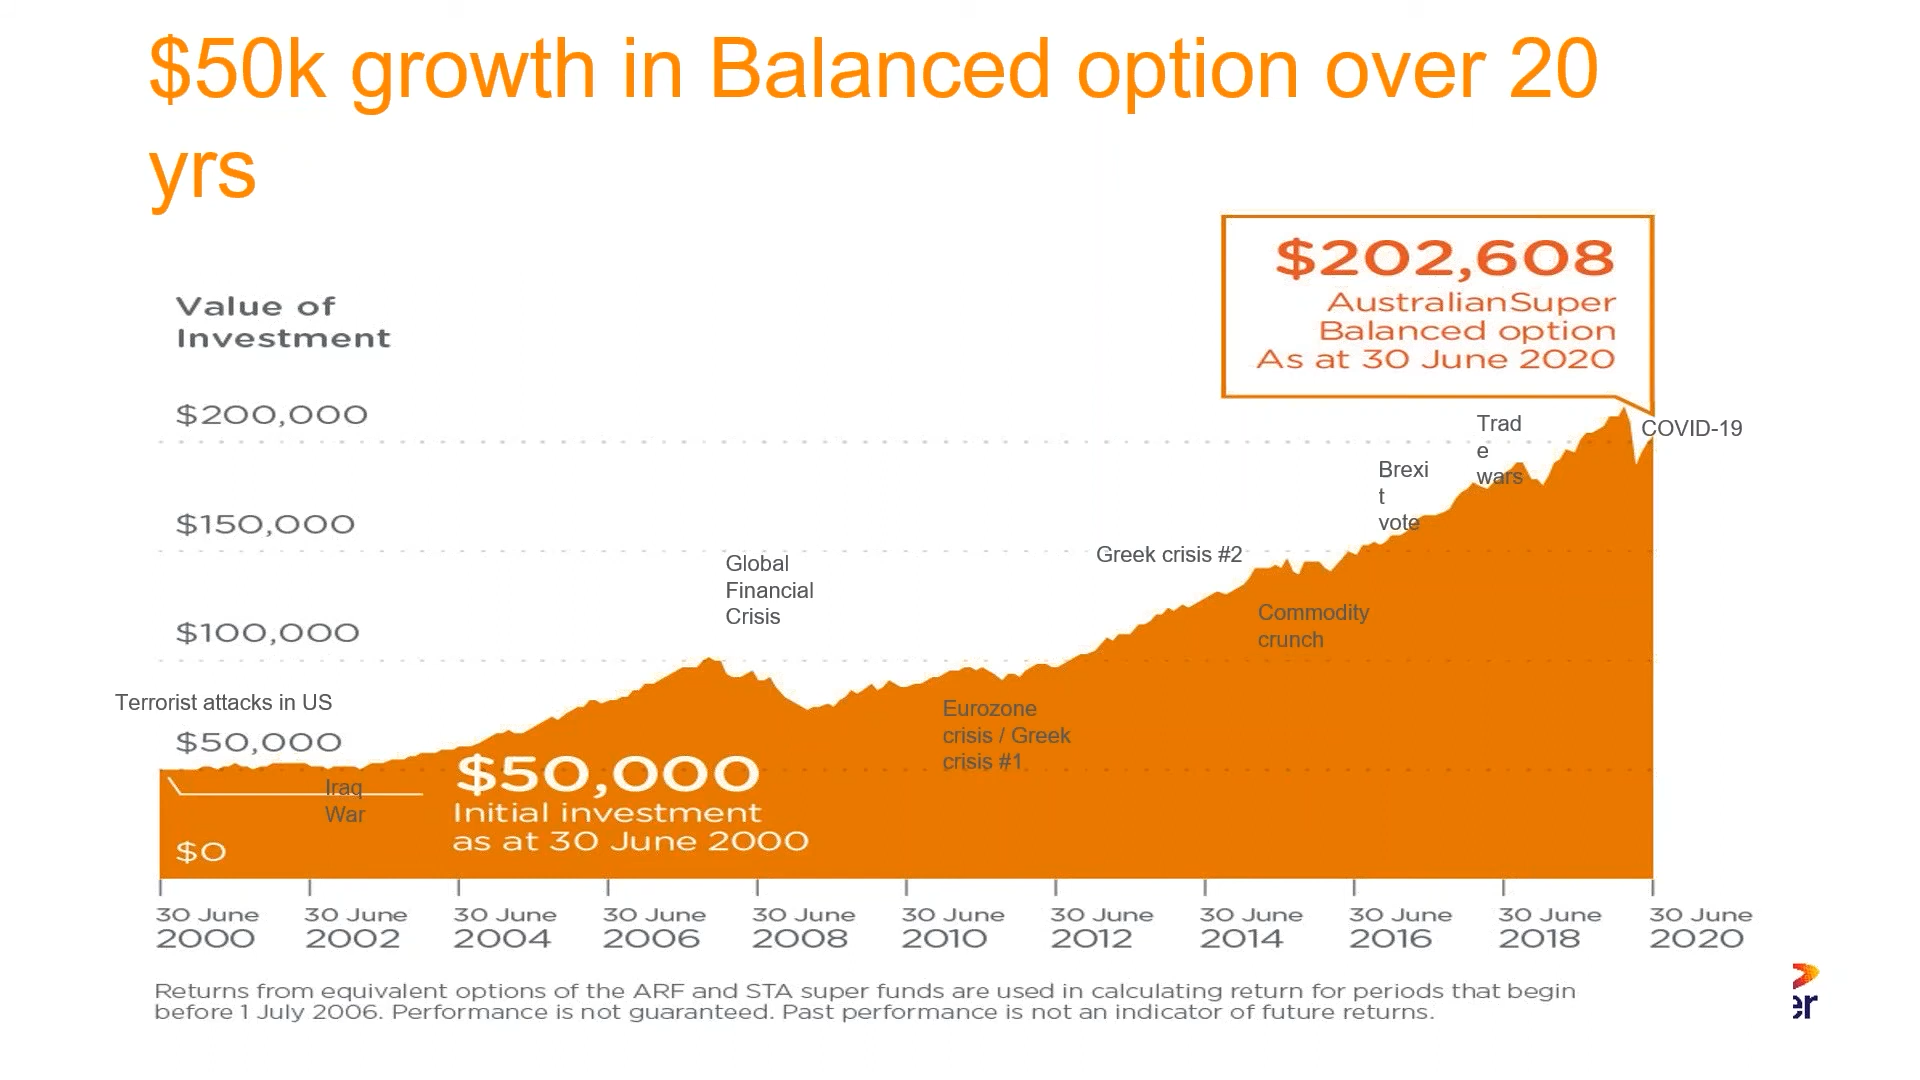 $50k growth in Balanced option over 20
yrs
$202,608
AustralianSuper
Balanced option
As at 30 June 2020
Value of
Investment
$200,000
$150,000
$100,000
$50,000
$0
Terrorist attacks in US
Iraq
War
Global
Financial
Crisis
Eurozone
crisis / Greek
crisis #1
Greek crisis #2
Commodity
crunch
Brexi
t
vote
Trad
e
wars
COVID-19
$50,000
Initial investment
as at 30 June 2000
30 June
2000
30 June
2002
30 June
2004
30 June
2006
30 June
2008
30 June
2010
30 June
2012
30 June
2014
30 June
2016
30 June
2018
30 June
2020
Returns from equivalent options of the ARF and STA super funds are used in calculating return for periods that begin
before 1 July 2006. Performance is not guaranteed. Past performance is not an indicator of future returns.
er